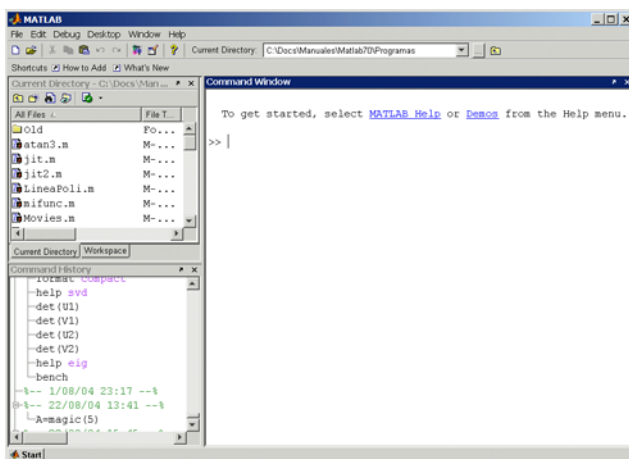 MATLAB
File Edit Debug Desktop Window Help
Current Directory: C:\Docs\Manuales\Matlab70\Programas
Shortcuts How to Add What's New
Current Directory - C:\Docs\Man...
All Files File T...
Old Fo...
atan3.m M-...
jit.m M-...
jit2.m M-...
LineaPoli.m M-...
mifunc.m M-...
Movies.m M-...
Current Directory Workspace
Command History
format compact
help svd
det(U1)
det(V1)
det(U2)
det(V2)
help eig
bench
%-- 1/08/04 23:17 --%
%-- 22/08/04 13:41 --%
A=magic(5)
Start
Command Window
To get started, select MATLAB Help or Demos from the Help menu.
>>